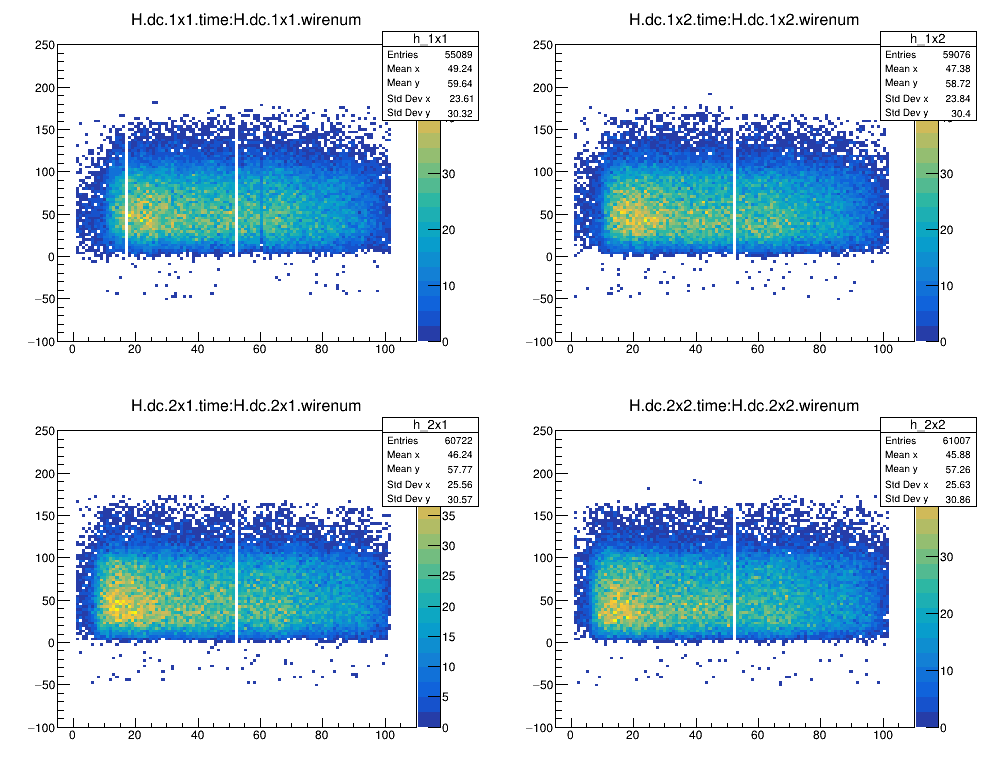 H.dc.1x1.time:H.dc.1x1.wirenum
h_1x1
Entries 55089
Mean x 49.24
Mean y 59.64
Std Dev x 23.61
Std Dev y 30.32
250
200
150
100
50
0
−50
−100
0 20 40 60 80 100
30
20
10
0
H.dc.1x2.time:H.dc.1x2.wirenum
h_1x2
Entries 59076
Mean x 47.38
Mean y 58.72
Std Dev x 23.84
Std Dev y 30.4
250
200
150
100
50
0
−50
−100
0 20 40 60 80 100
30
20
10
0
H.dc.2x1.time:H.dc.2x1.wirenum
h_2x1
Entries 60722
Mean x 46.24
Mean y 57.77
Std Dev x 25.56
Std Dev y 30.57
250
200
150
100
50
0
−50
−100
0 20 40 60 80 100
35
30
25
20
15
10
5
0
H.dc.2x2.time:H.dc.2x2.wirenum
h_2x2
Entries 61007
Mean x 45.88
Mean y 57.26
Std Dev x 25.63
Std Dev y 30.86
250
200
150
100
50
0
−50
−100
0 20 40 60 80 100
30
20
10
0